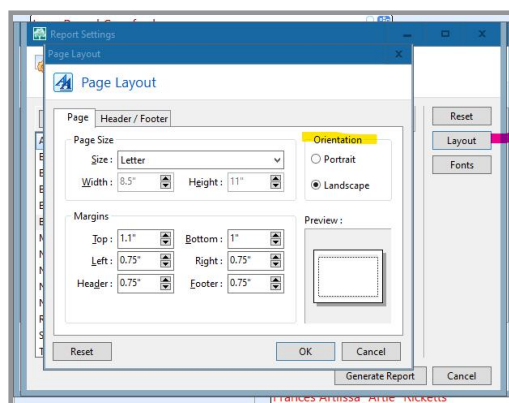 Report Settings
Page Layout
Page Layout
Page
Header / Footer
Page Size
Size: Letter
Width: 8.5"
Height: 11"
Orientation
Portrait
Landscape
Margins
Top: 1.1"
Bottom: 1"
Left: 0.75"
Right: 0.75"
Header: 0.75"
Footer: 0.75"
Preview:
Reset
OK
Cancel
Reset
Layout
Fonts
Generate Report
Cancel
Frances Artlissa "Artie" Ricketts